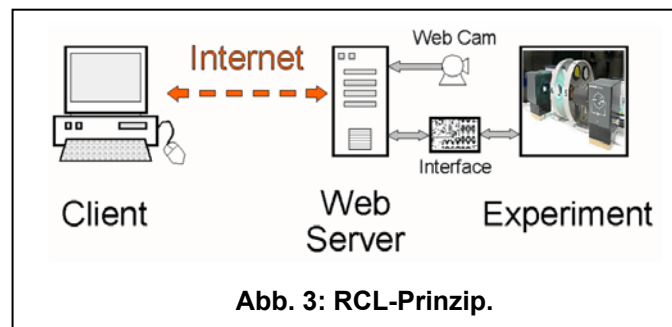 Internet
Web Cam
Interface
Client
Web
Server
Experiment
Abb. 3: RCL-Prinzip.